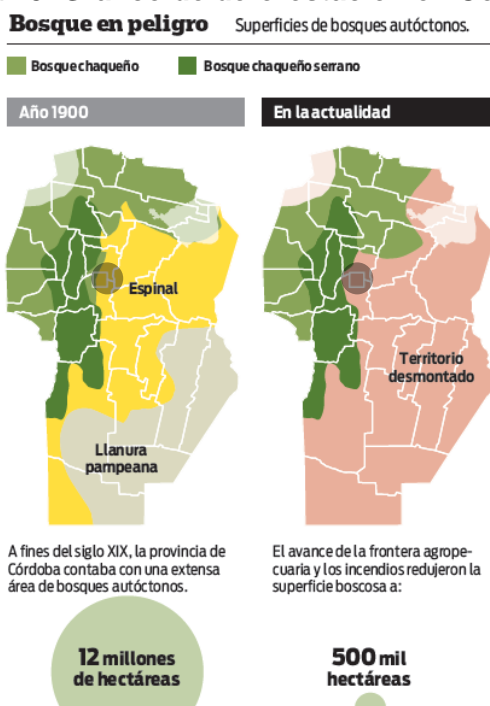 Bosque en peligro
Superficies de bosques autóctonos.
Bosque chaqueño
Bosque chaqueño serrano
Año 1900
En la actualidad
Espinal
Llanura
pampeana
Territorio
desmontado
A fines del siglo XIX, la provincia de
Córdoba contaba con una extensa
área de bosques autóctonos.
12 millones
de hectáreas
El avance de la frontera agrope-
cuaria y los incendios redujeron la
superficie boscosa a:
500 mil
hectáreas